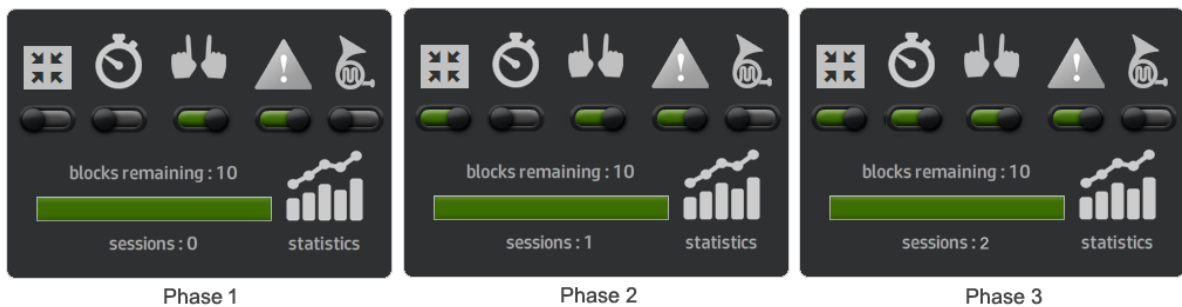 blocks remaining : 10
sessions : 0
statistics
Phase 1
blocks remaining : 10
sessions : 1
statistics
Phase 2
blocks remaining : 10
sessions : 2
statistics
Phase 3